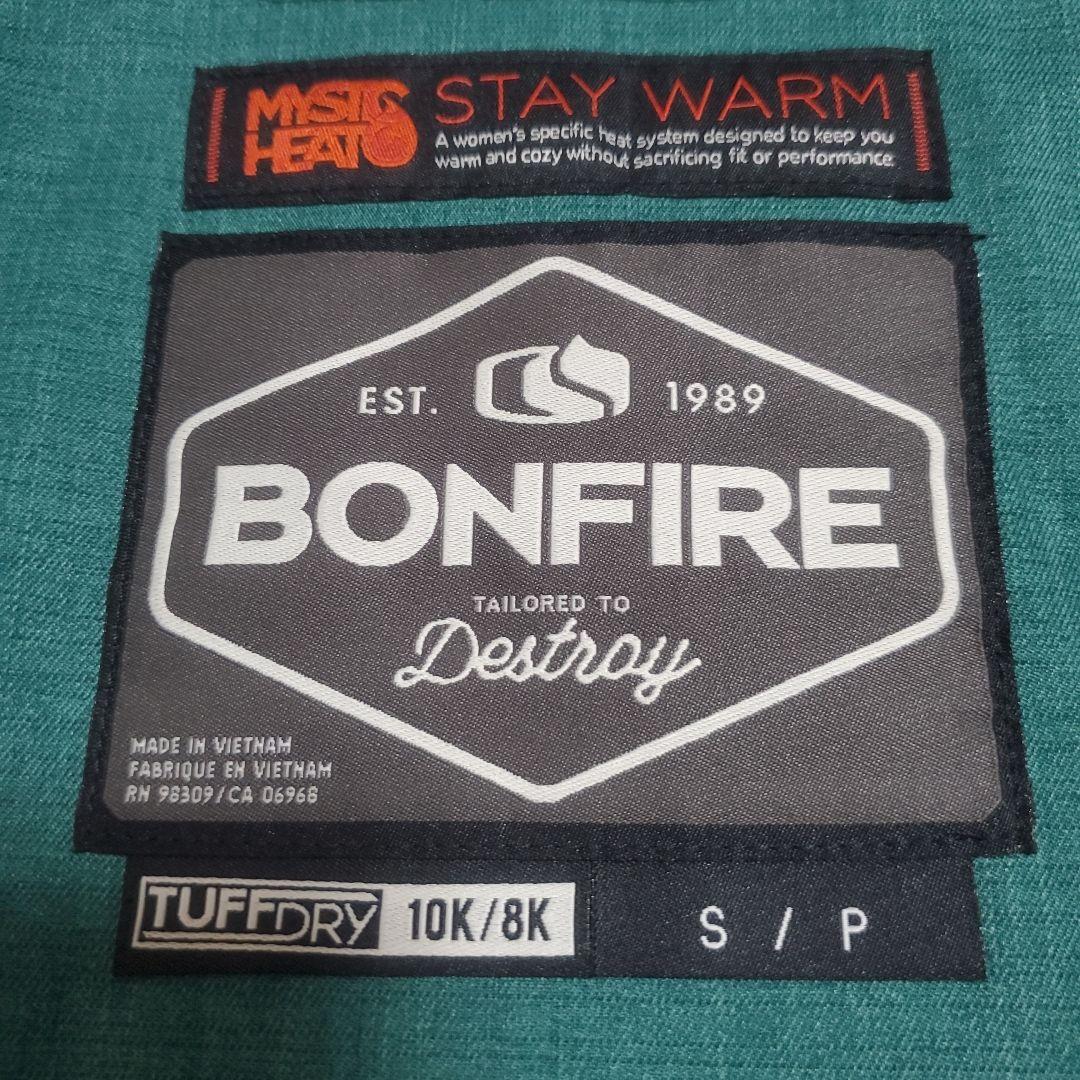 MYSTIC
HEAT
STAY WARM
A women's specific heat system designed to keep you
warm and cozy without sacrificing fit or performance.
EST. 1989
BONFIRE
TAILORED TO
Destroy
MADE IN VIETNAM
FABRIQUE EN VIETNAM
RN 98309/CA 06968
TUFFDRY 10K/8K S / P